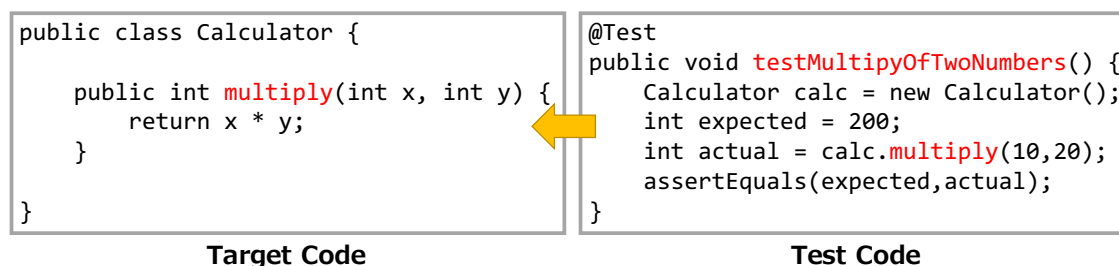 public class Calculator {
public int multiply(int x, int y) {
return x * y;
}
}
Target Code
@Test
public void testMultipyOfTwoNumbers() {
Calculator calc = new Calculator();
int expected = 200;
int actual = calc.multiply(10,20);
assertEquals(expected,actual);
}
Test Code